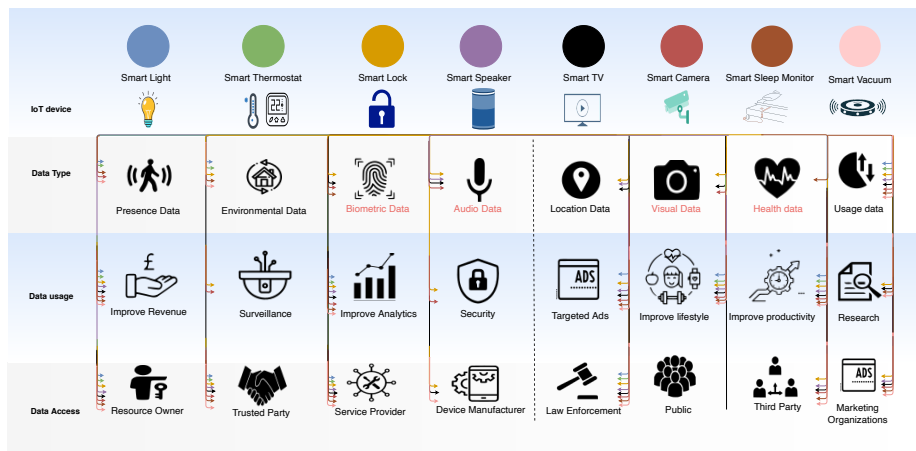 Smart Light
Smart Thermostat
Smart Lock
Smart Speaker
Smart TV
Smart Camera
Smart Sleep Monitor
Smart Vacuum
IoT device
22
Data Type
Presence Data
Environmental Data
Biometric Data
Audio Data
Location Data
Visual Data
Health data
Usage data
Data usage
£
ADS
Improve Revenue
Surveillance
Improve Analytics
Security
Targeted Ads
Improve lifestyle
Improve productivity
Research
Data Access
ADS
Resource Owner
Trusted Party
Service Provider
Device Manufacturer
Law Enforcement
Public
Third Party
Marketing
Organizations